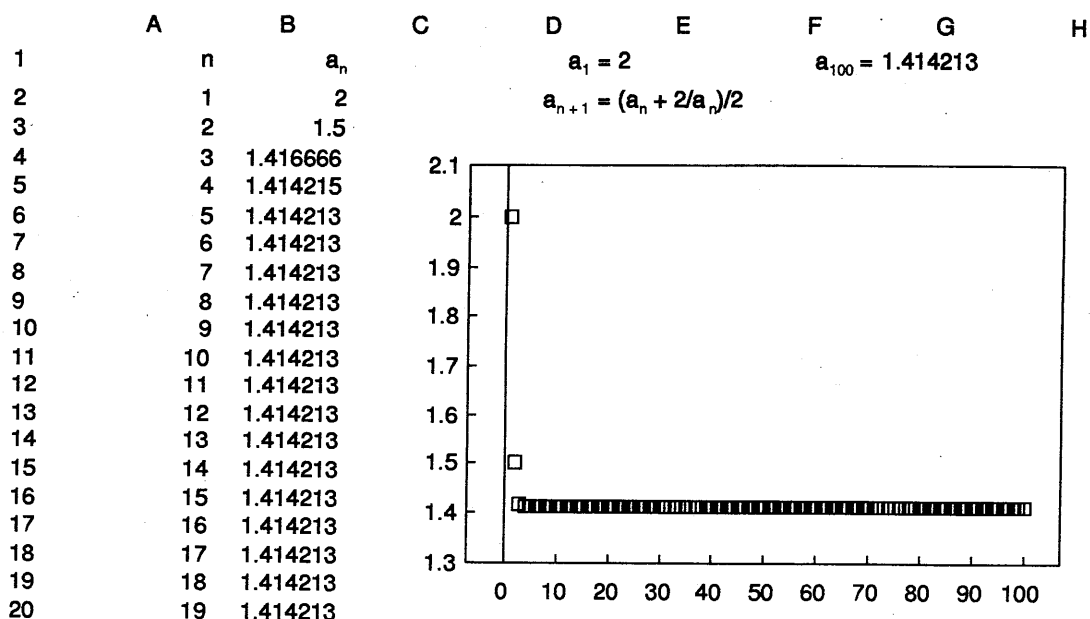 A B C D E F G H
1 n aₙ a₁ = 2 a₁₀₀ = 1.414213
2 1 2 aₙ ₊ ₁ = (aₙ + 2/aₙ)/2
3 2 1.5
4 3 1.416666
5 4 1.414215
6 5 1.414213
7 6 1.414213
8 7 1.414213
9 8 1.414213
10 9 1.414213
11 10 1.414213
12 11 1.414213
13 12 1.414213
14 13 1.414213
15 14 1.414213
16 15 1.414213
17 16 1.414213
18 17 1.414213
19 18 1.414213
20 19 1.414213
2.1
2
1.9
1.8
1.7
1.6
1.5
1.4
1.3
0 10 20 30 40 50 60 70 80 90 100